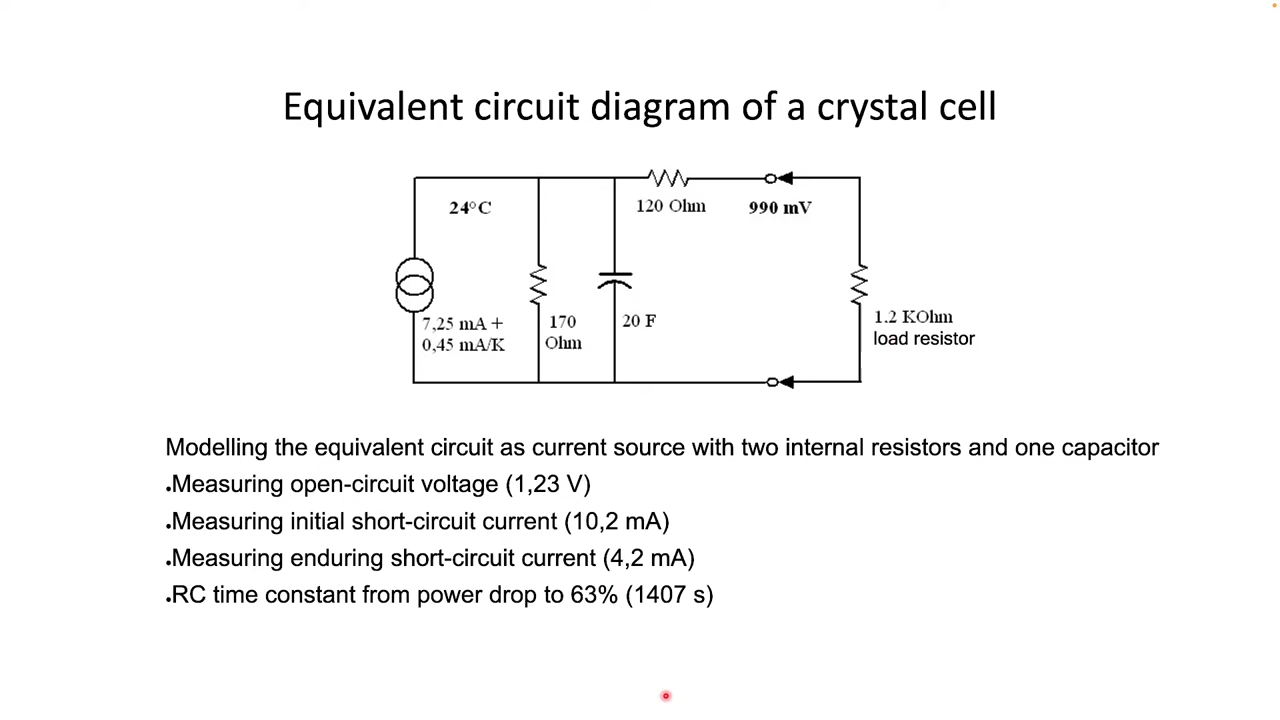 Equivalent circuit diagram of a crystal cell
24°C
120 Ohm
990 mV
7,25 mA +
0,45 mA/K
170
Ohm
20 F
1.2 KOhm
load resistor
Modelling the equivalent circuit as current source with two internal resistors and one capacitor
.Measuring open-circuit voltage (1,23 V)
.Measuring initial short-circuit current (10,2 mA)
.Measuring enduring short-circuit current (4,2 mA)
.RC time constant from power drop to 63% (1407 s)